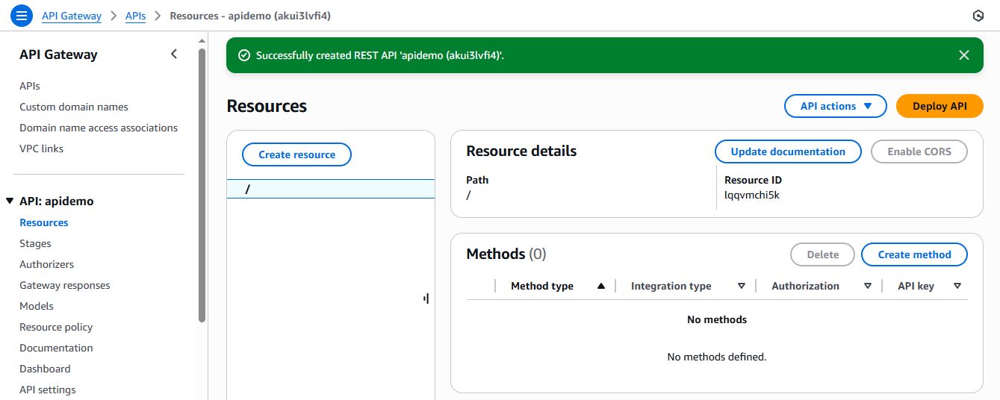 API Gateway > APIs > Resources - apidemo (akui3lvfi4)
API Gateway
APIs
Custom domain names
Domain name access associations
VPC links
API: apidemo
Resources
Stages
Authorizers
Gateway responses
Models
Resource policy
Documentation
Dashboard
API settings
Successfully created REST API 'apidemo (akui3lvfi4)'.
Resources
API actions
Deploy API
Create resource
/
Resource details
Update documentation
Enable CORS
Path
/
Resource ID
lqqvmchi5k
Methods (0)
Delete
Create method
Method type Integration type Authorization API key
No methods
No methods defined.